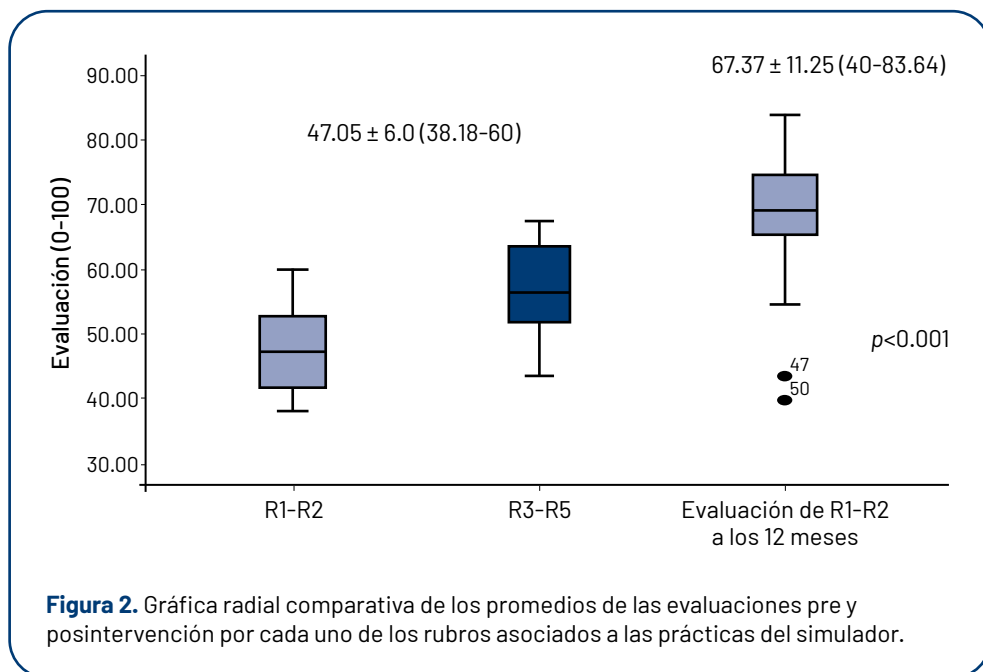 67.37 ± 11.25 (40-83.64)
47.05 ± 6.0 (38.18-60)
Evaluación (0-100)
90.00
80.00
70.00
60.00
50.00
40.00
30.00
p<0.001
47
50
R1-R2
R3-R5
Evaluación de R1-R2
a los 12 meses
Figura 2. Gráfica radial comparativa de los promedios de las evaluaciones pre y
posintervención por cada uno de los rubros asociados a las prácticas del simulador.